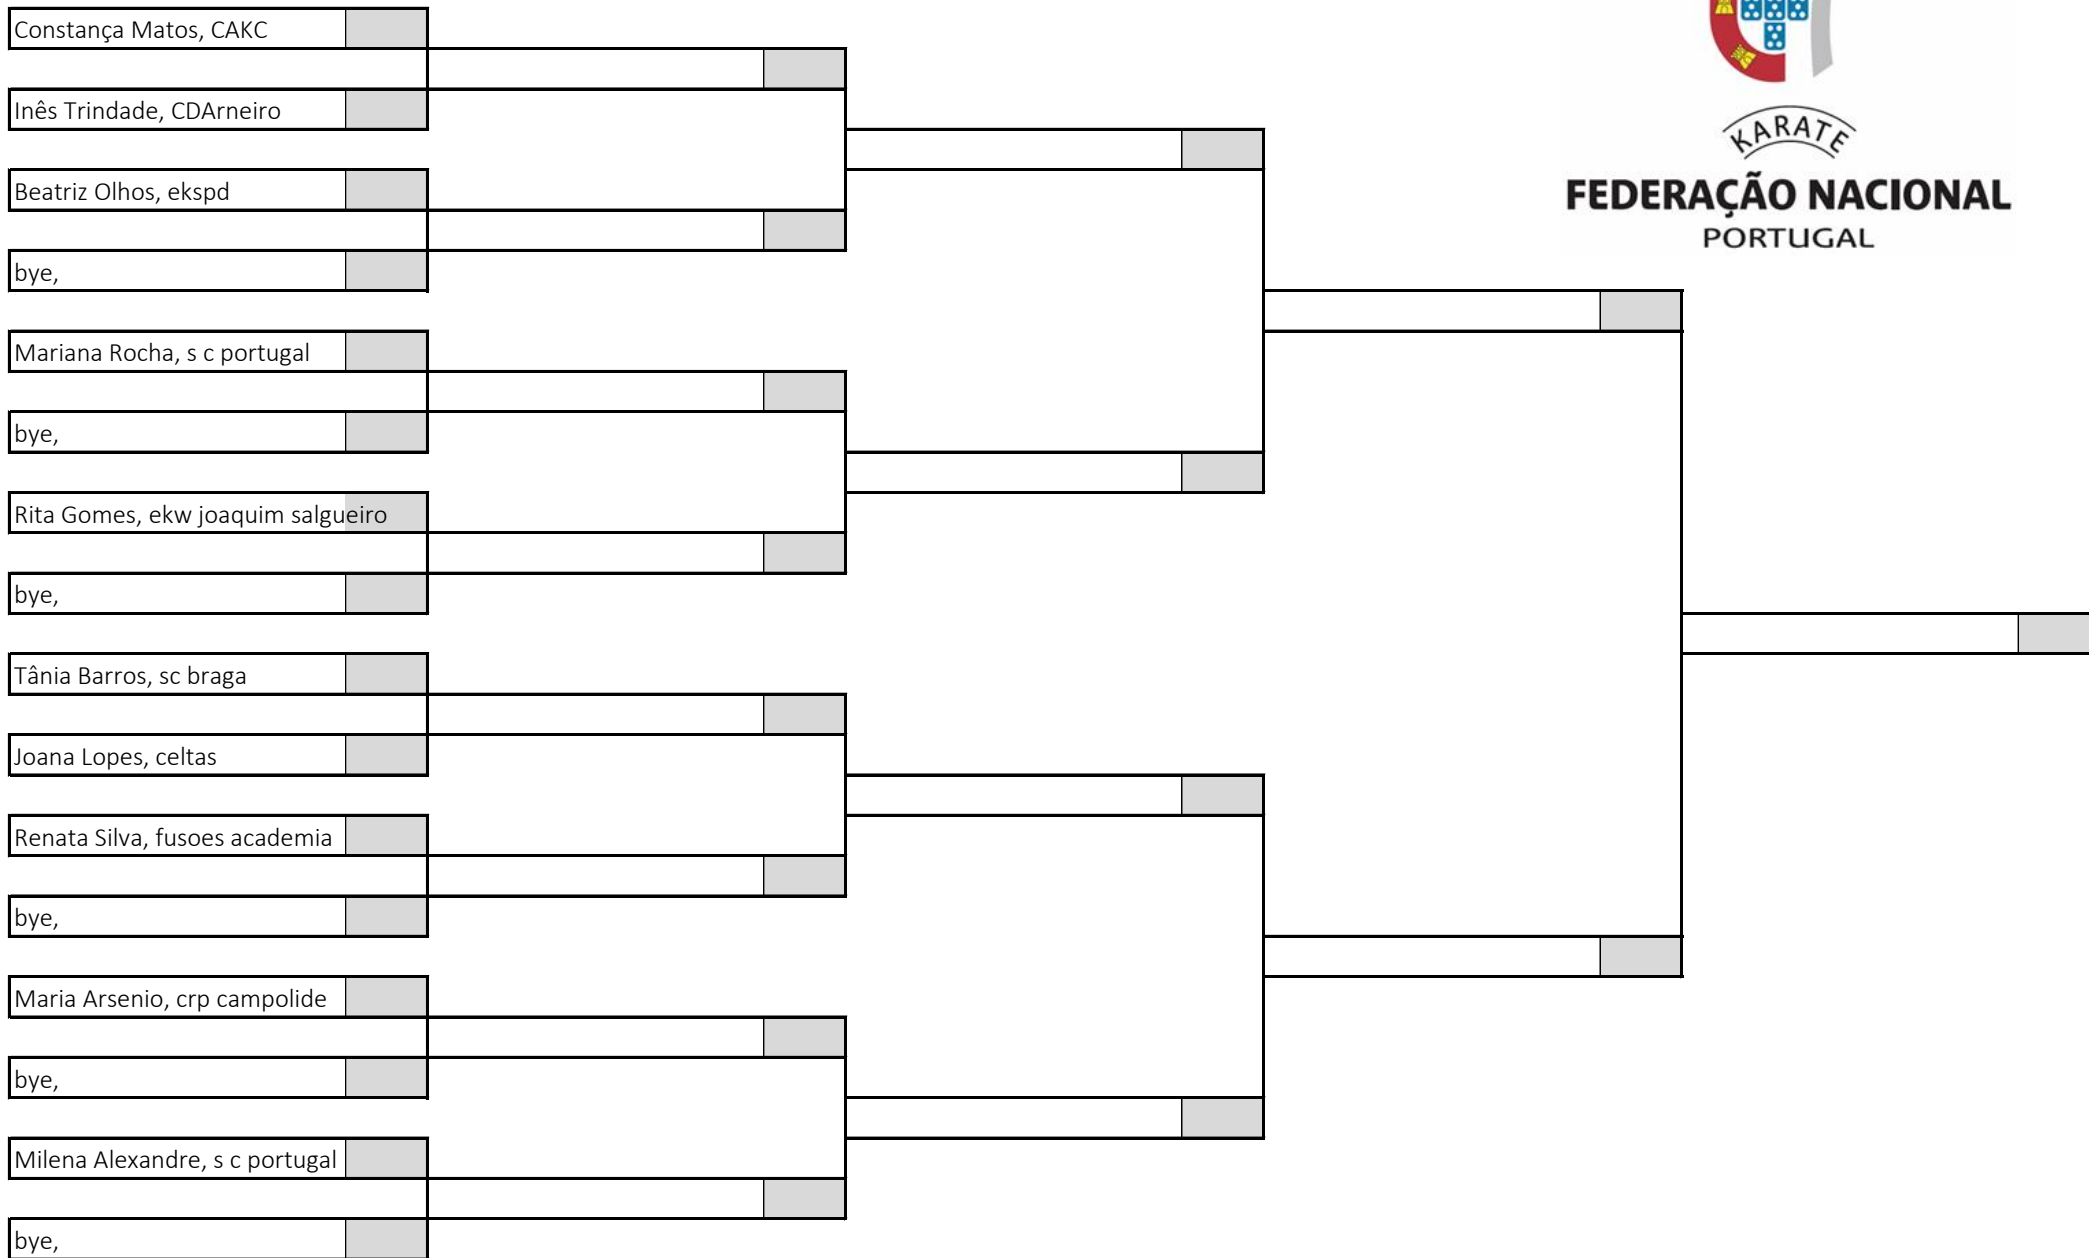 Constança Matos, CAKC
Inês Trindade, CDArneiro
KARATE
Beatriz Olhos, ekspd
FEDERAÇÃO NACIONAL
PORTUGAL
bye,
Mariana Rocha, s c portugal
bye,
Rita Gomes, ekw joaquim salgueiro
bye,
Tânia Barros, sc braga
Joana Lopes, celtas
Renata Silva, fusoes academia
bye,
Maria Arsenio, crp campolide
bye,
Milena Alexandre, s c portugal
bye,